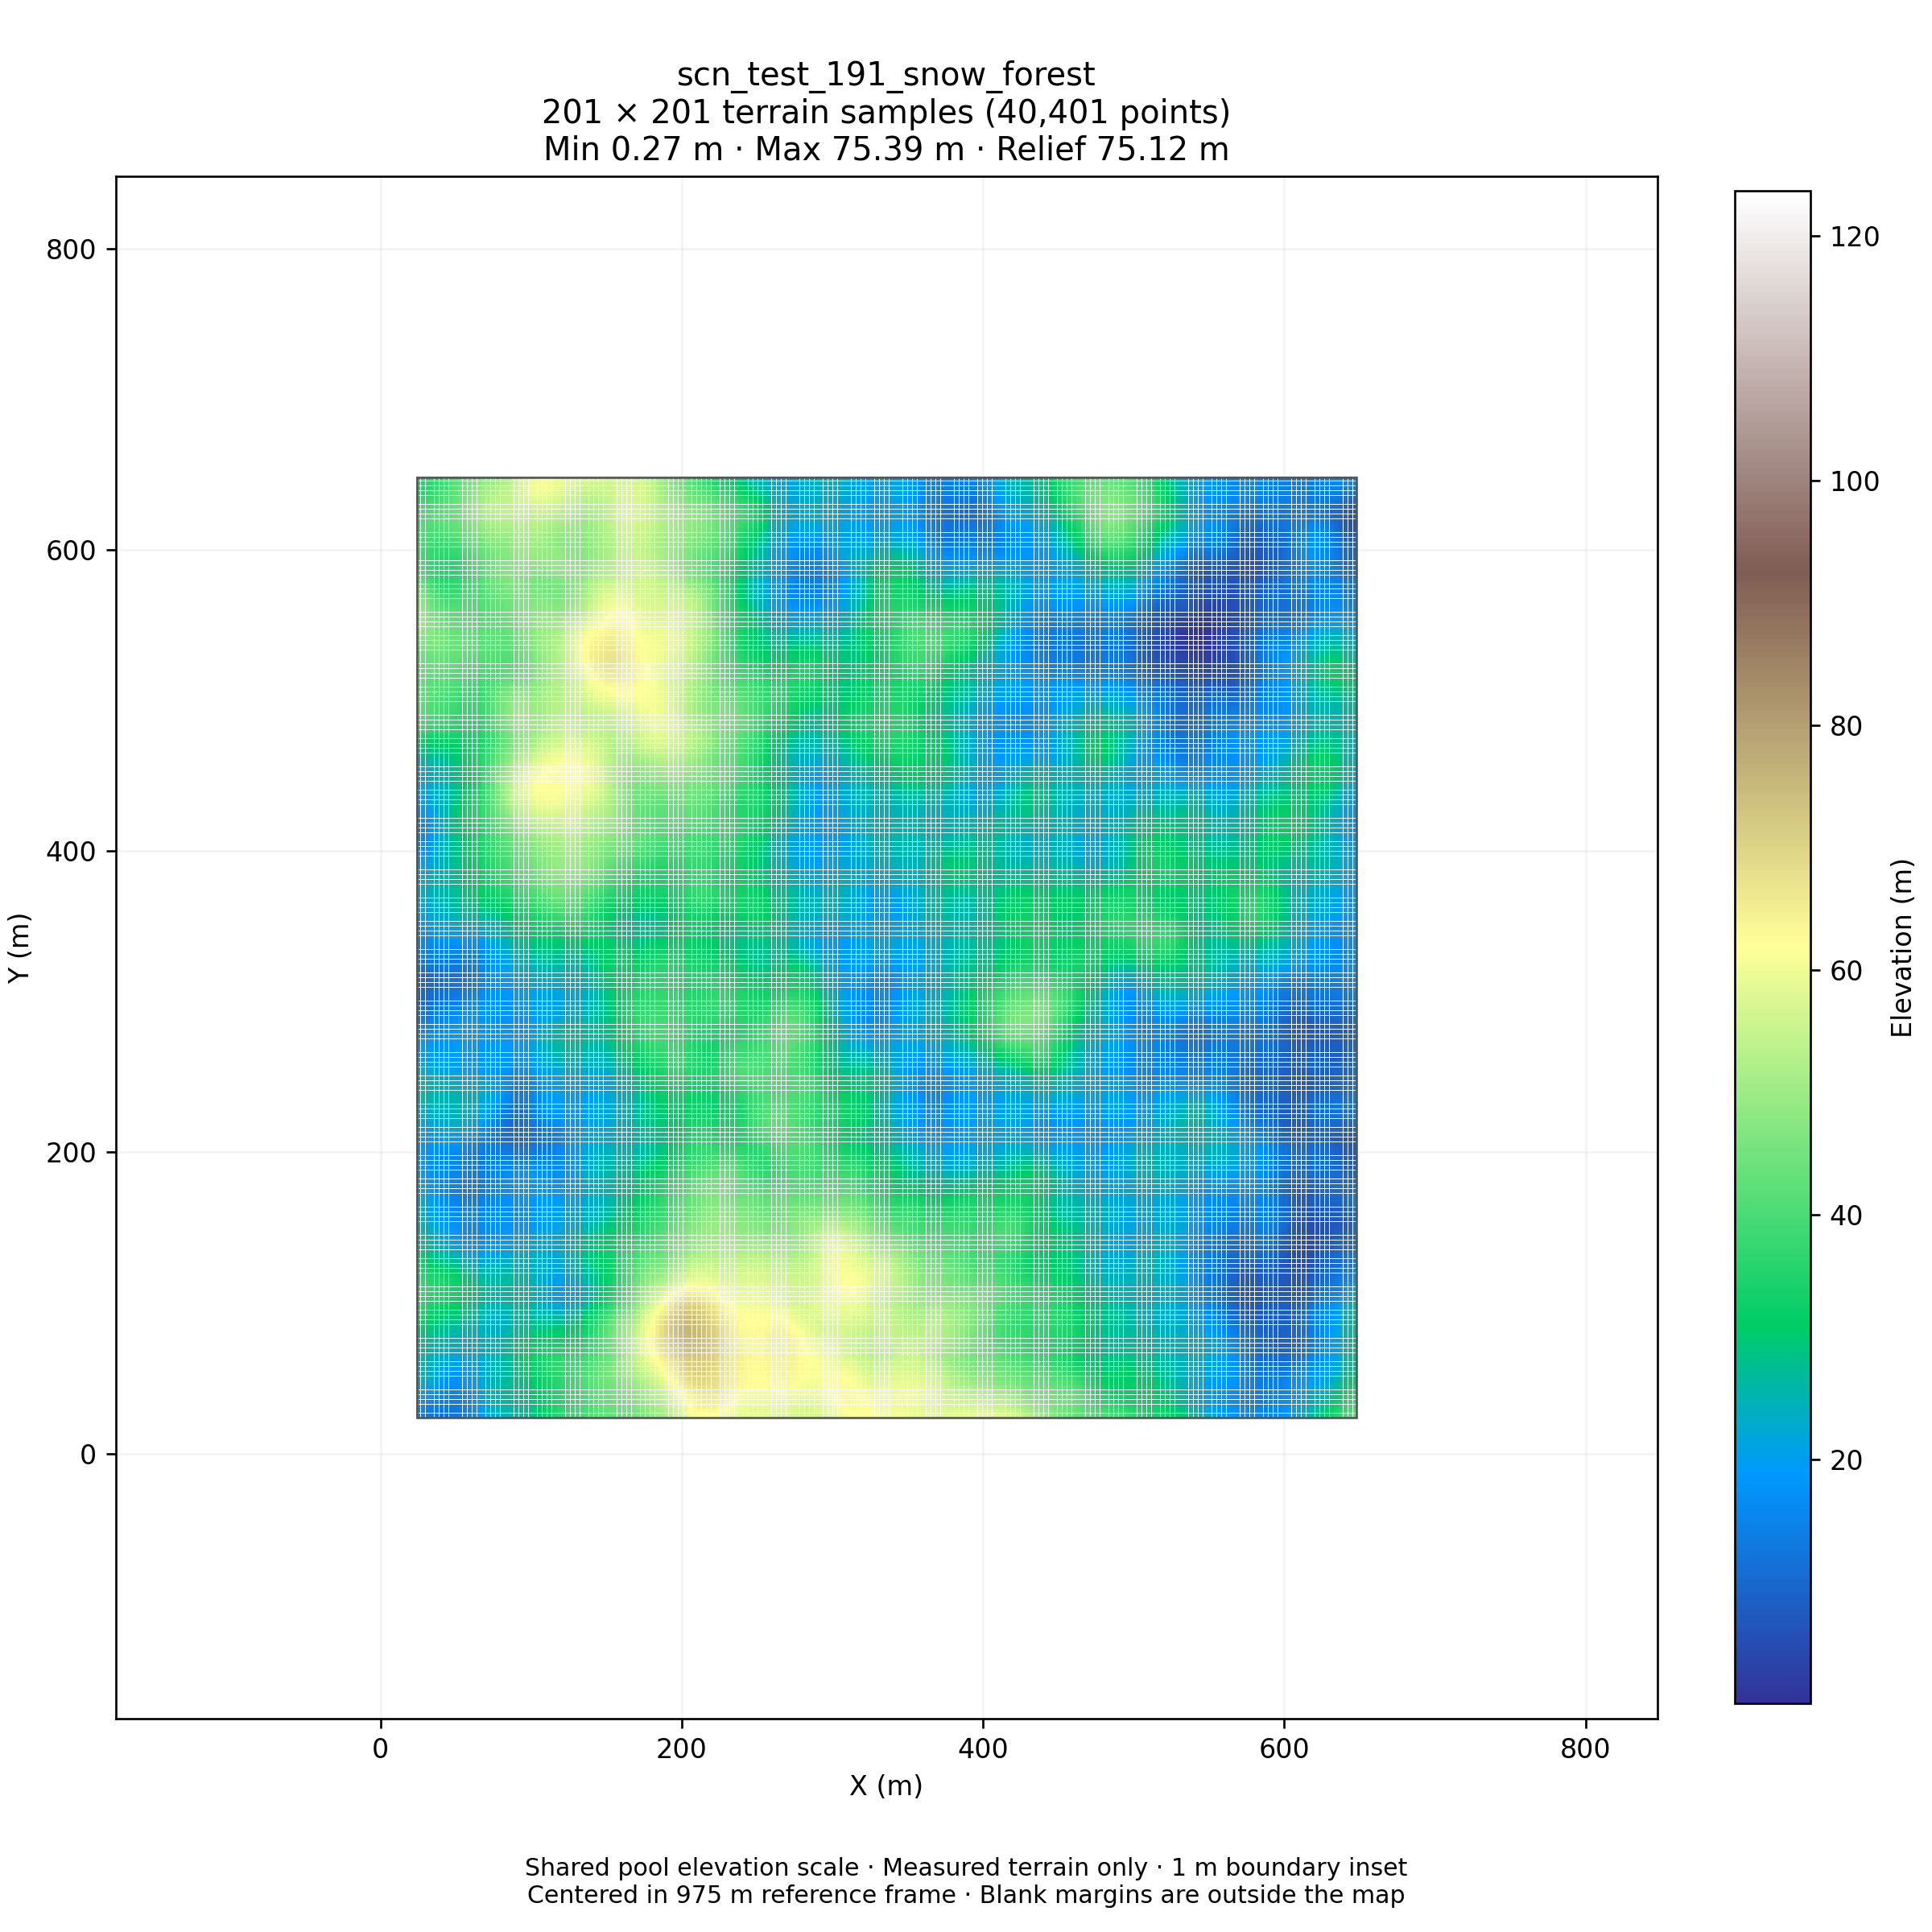 scn_test_191_snow_forest
201 × 201 terrain samples (40,401 points)
Min 0.27 m · Max 75.39 m · Relief 75.12 m
800
600
400
200
0
Y (m)
0 200 400 600 800
X (m)
120
100
80
60
40
20
Elevation (m)
Shared pool elevation scale · Measured terrain only · 1 m boundary inset
Centered in 975 m reference frame · Blank margins are outside the map